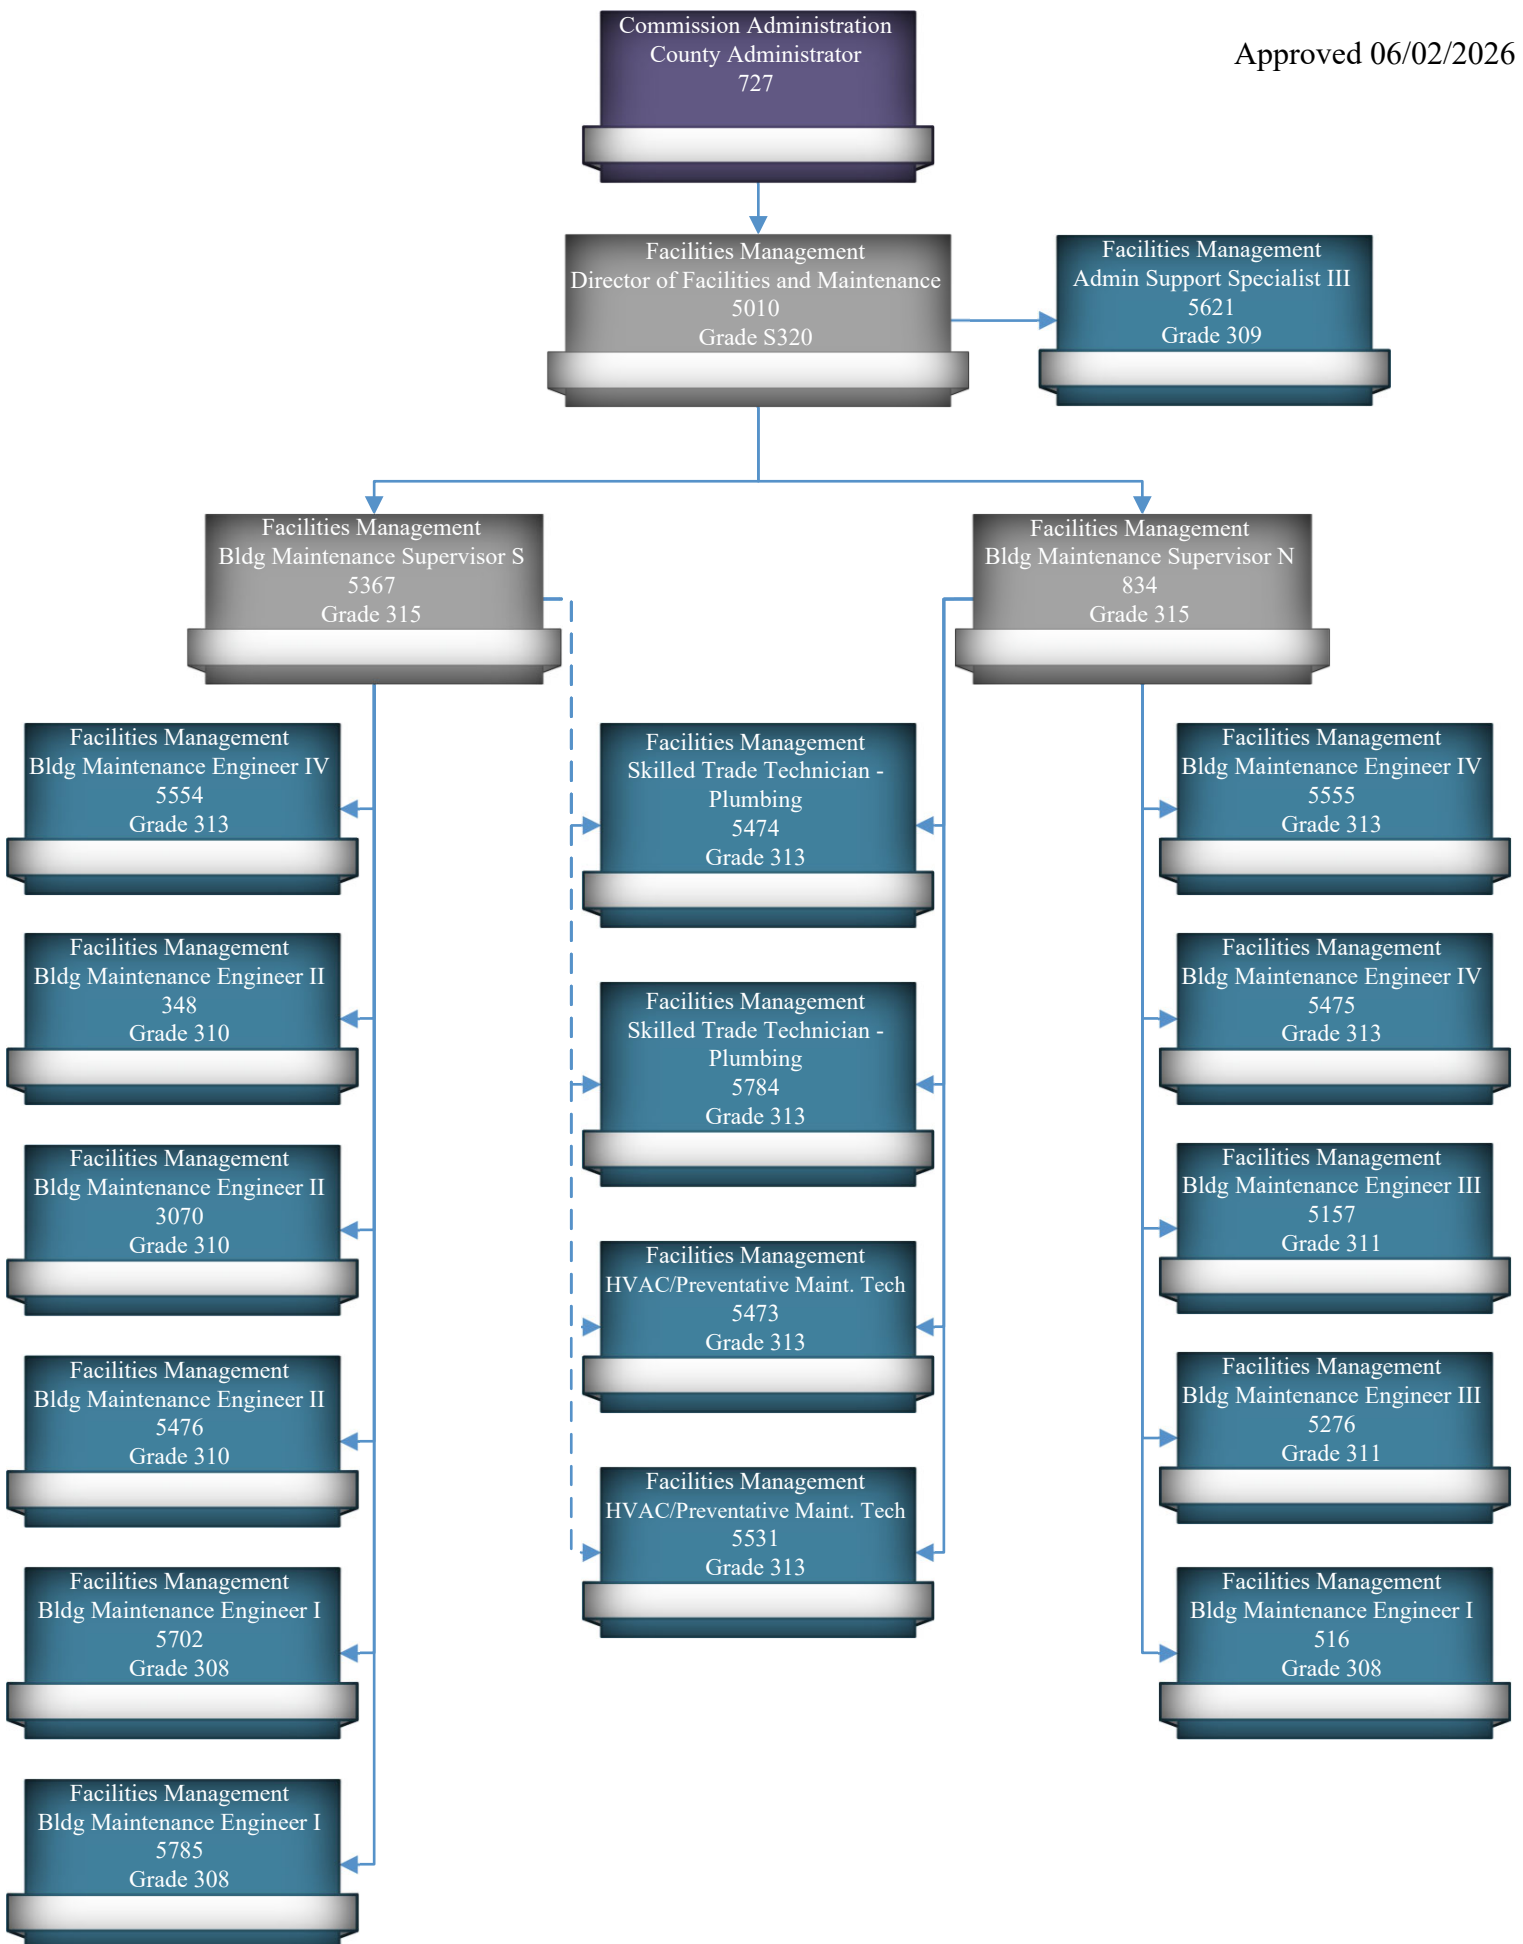 Commission Administration
County Administrator
727
Approved 06/02/2026
Facilities Management
Director of Facilities and Maintenance
5010
Grade S320
Facilities Management
Admin Support Specialist III
5621
Grade 309
Facilities Management
Bldg Maintenance Supervisor S
5367
Grade 315
Facilities Management
Bldg Maintenance Supervisor N
834
Grade 315
Facilities Management
Bldg Maintenance Engineer IV
5554
Grade 313
Facilities Management
Bldg Maintenance Engineer II
348
Grade 310
Facilities Management
Bldg Maintenance Engineer II
3070
Grade 310
Facilities Management
Bldg Maintenance Engineer II
5476
Grade 310
Facilities Management
Bldg Maintenance Engineer I
5702
Grade 308
Facilities Management
Bldg Maintenance Engineer I
5785
Grade 308
Facilities Management
Skilled Trade Technician -
Plumbing
5474
Grade 313
Facilities Management
Skilled Trade Technician -
Plumbing
5784
Grade 313
Facilities Management
HVAC/Preventative Maint. Tech
5473
Grade 313
Facilities Management
HVAC/Preventative Maint. Tech
5531
Grade 313
Facilities Management
Bldg Maintenance Engineer IV
5555
Grade 313
Facilities Management
Bldg Maintenance Engineer IV
5475
Grade 313
Facilities Management
Bldg Maintenance Engineer III
5157
Grade 311
Facilities Management
Bldg Maintenance Engineer III
5276
Grade 311
Facilities Management
Bldg Maintenance Engineer I
516
Grade 308